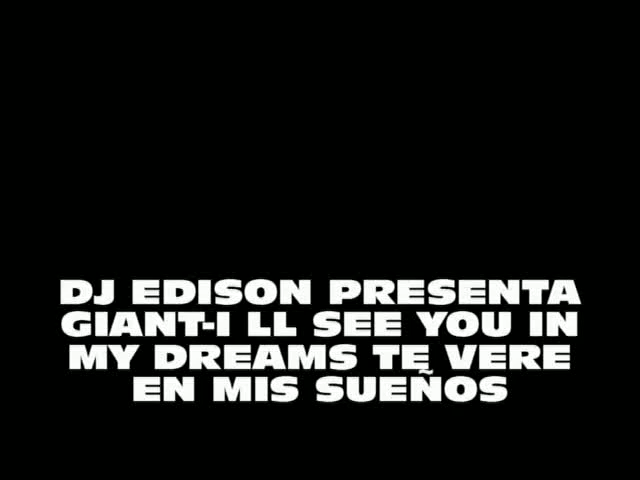 DJ EDISON PRESENTA
GIANT-I LL SEE YOU IN
MY DREAMS TE VERE
EN MIS SUEÑOS